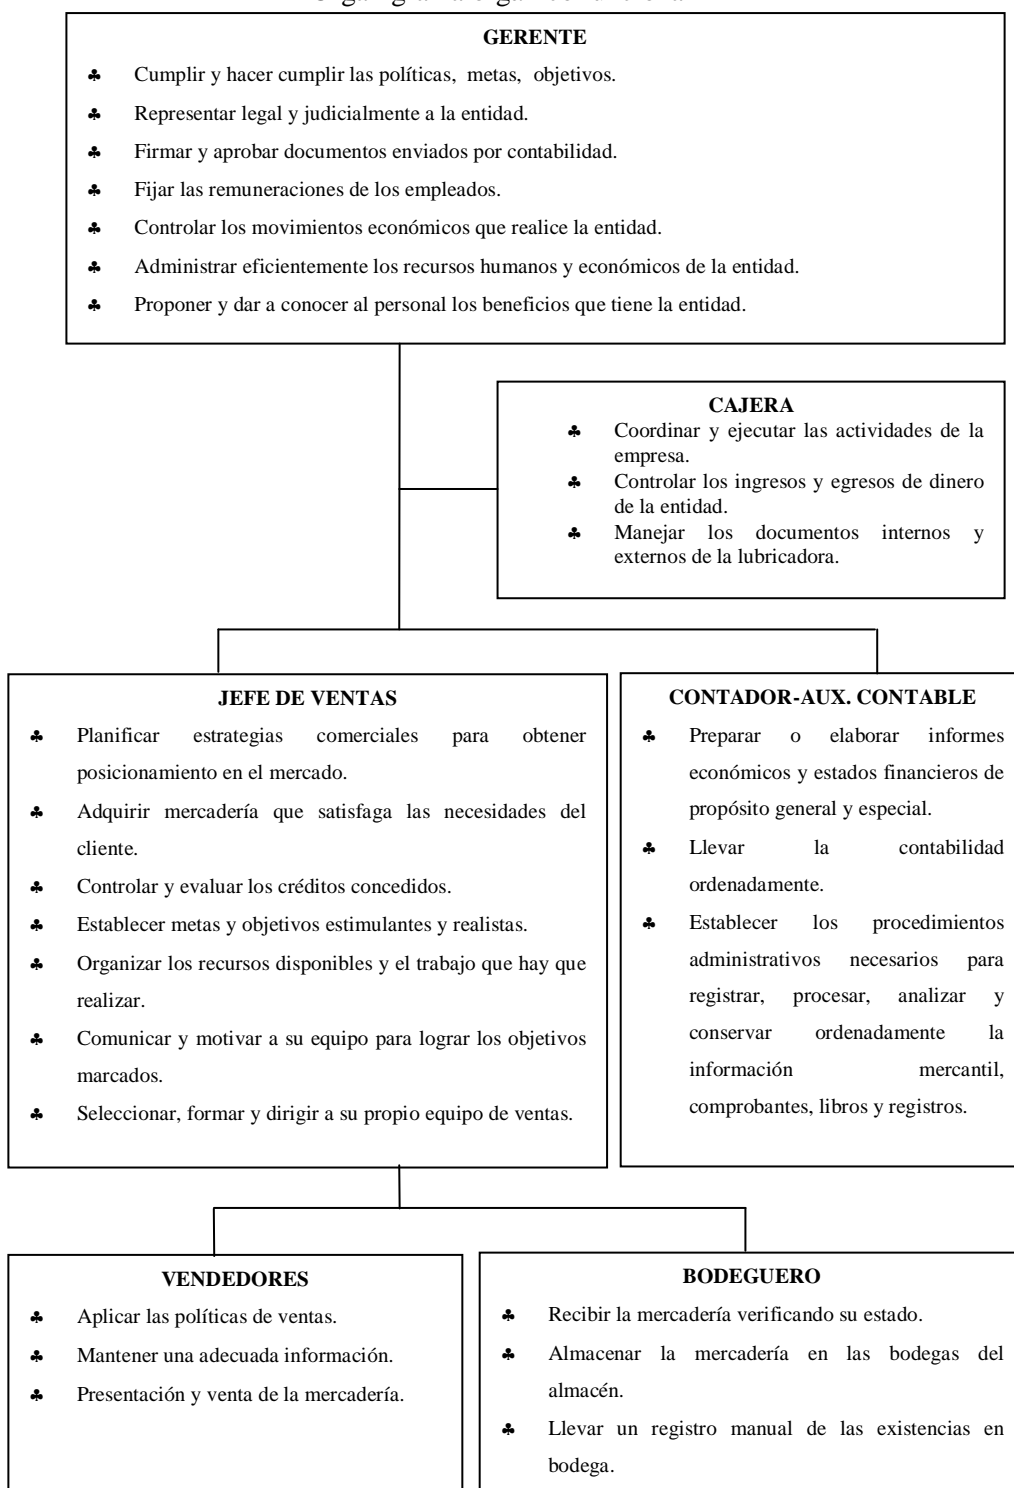 GERENTE
♣ Cumplir y hacer cumplir las políticas, metas, objetivos.
♣ Representar legal y judicialmente a la entidad.
♣ Firmar y aprobar documentos enviados por contabilidad.
♣ Fijar las remuneraciones de los empleados.
♣ Controlar los movimientos económicos que realice la entidad.
♣ Administrar eficientemente los recursos humanos y económicos de la entidad.
♣ Proponer y dar a conocer al personal los beneficios que tiene la entidad.
CAJERA
♣ Coordinar y ejecutar las actividades de la
empresa.
♣ Controlar los ingresos y egresos de dinero
de la entidad.
♣ Manejar los documentos internos y
externos de la lubricadora.
JEFE DE VENTAS
♣ Planificar estrategias comerciales para obtener
posicionamiento en el mercado.
♣ Adquirir mercadería que satisfaga las necesidades del
cliente.
♣ Controlar y evaluar los créditos concedidos.
♣ Establecer metas y objetivos estimulantes y realistas.
♣ Organizar los recursos disponibles y el trabajo que hay que
realizar.
♣ Comunicar y motivar a su equipo para lograr los objetivos
marcados.
♣ Seleccionar, formar y dirigir a su propio equipo de ventas.
CONTADOR-AUX. CONTABLE
♣ Preparar o elaborar informes
económicos y estados financieros de
propósito general y especial.
♣ Llevar la contabilidad
ordenadamente.
♣ Establecer los procedimientos
administrativos necesarios para
registrar, procesar, analizar y
conservar ordenadamente la
información mercantil,
comprobantes, libros y registros.
VENDEDORES
♣ Aplicar las políticas de ventas.
♣ Mantener una adecuada información.
♣ Presentación y venta de la mercadería.
BODEGUERO
♣ Recibir la mercadería verificando su estado.
♣ Almacenar la mercadería en las bodegas del
almacén.
♣ Llevar un registro manual de las existencias en
bodega.